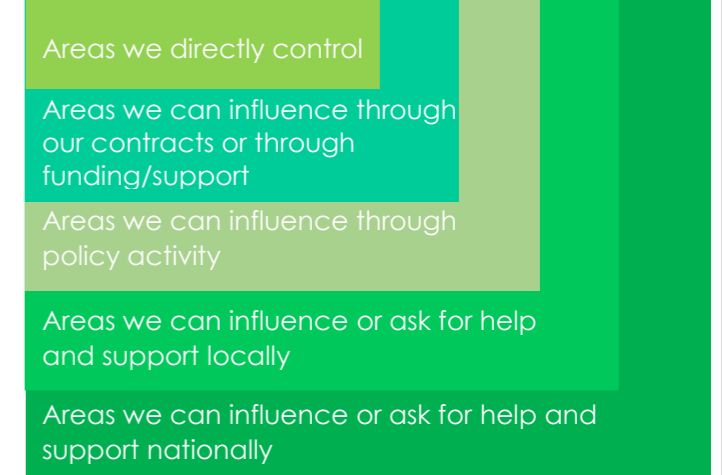 Areas we directly control
Areas we can influence through
our contracts or through
funding/support
Areas we can influence through
policy activity
Areas we can influence or ask for help
and support locally
Areas we can influence or ask for help and
support nationally